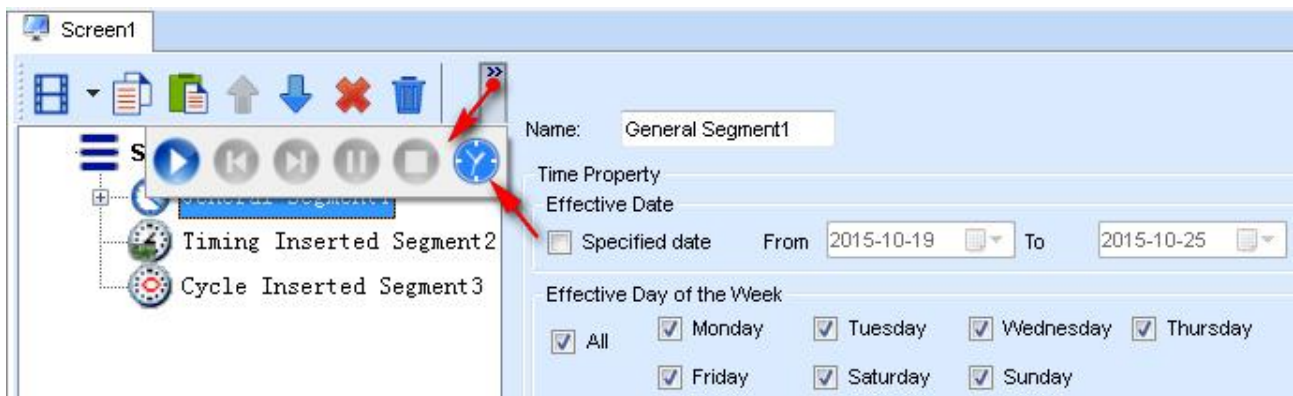 Screen1
Name: General Segment1
Time Property
Effective Date
Specified date From 2015-10-19 To 2015-10-25
Timing Inserted Segment2
Cycle Inserted Segment3
Effective Day of the Week
All Monday Tuesday Wednesday Thursday
Friday Saturday Sunday